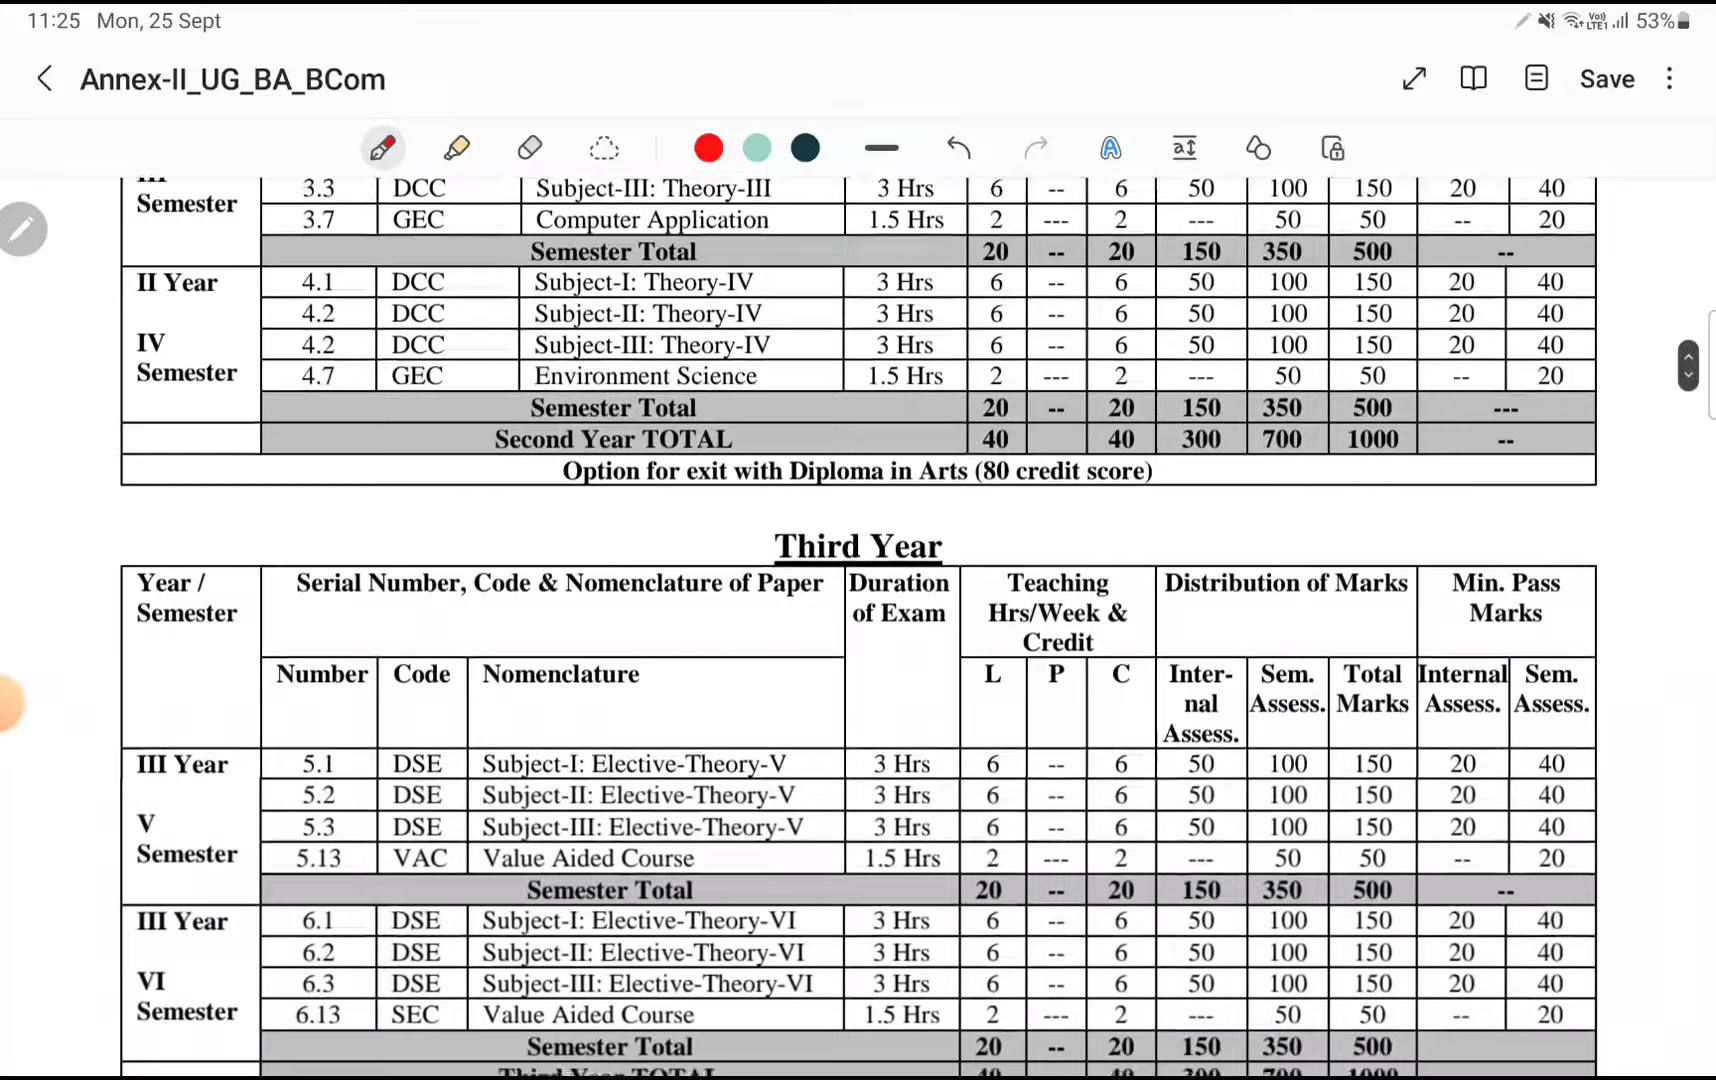 11:25 Mon, 25 Sept 53%
Annex-II_UG_BA_BCom Save
III Semester 3.3 DCC Subject-III: Theory-III 3 Hrs 6 -- 6 50 100 150 20 40
3.7 GEC Computer Application 1.5 Hrs 2 --- 2 --- 50 50 -- 20
Semester Total 20 -- 20 150 350 500 --
II Year 4.1 DCC Subject-I: Theory-IV 3 Hrs 6 -- 6 50 100 150 20 40
4.2 DCC Subject-II: Theory-IV 3 Hrs 6 -- 6 50 100 150 20 40
IV 4.2 DCC Subject-III: Theory-IV 3 Hrs 6 -- 6 50 100 150 20 40
Semester 4.7 GEC Environment Science 1.5 Hrs 2 --- 2 --- 50 50 -- 20
Semester Total 20 -- 20 150 350 500 ---
Second Year TOTAL 40 40 300 700 1000 --
Option for exit with Diploma in Arts (80 credit score)
Third Year
Year / Semester Serial Number, Code & Nomenclature of Paper Duration of Exam Teaching Hrs/Week & Credit Distribution of Marks Min. Pass Marks
Number Code Nomenclature L P C Inter-nal Assess. Sem. Assess. Total Marks Internal Assess. Sem. Assess.
III Year 5.1 DSE Subject-I: Elective-Theory-V 3 Hrs 6 -- 6 50 100 150 20 40
5.2 DSE Subject-II: Elective-Theory-V 3 Hrs 6 -- 6 50 100 150 20 40
V 5.3 DSE Subject-III: Elective-Theory-V 3 Hrs 6 -- 6 50 100 150 20 40
Semester 5.13 VAC Value Aided Course 1.5 Hrs 2 --- 2 --- 50 50 -- 20
Semester Total 20 -- 20 150 350 500 --
III Year 6.1 DSE Subject-I: Elective-Theory-VI 3 Hrs 6 -- 6 50 100 150 20 40
6.2 DSE Subject-II: Elective-Theory-VI 3 Hrs 6 -- 6 50 100 150 20 40
VI 6.3 DSE Subject-III: Elective-Theory-VI 3 Hrs 6 -- 6 50 100 150 20 40
Semester 6.13 SEC Value Aided Course 1.5 Hrs 2 --- 2 --- 50 50 -- 20
Semester Total 20 -- 20 150 350 500
Third Year TOTAL 40 40 300 700 1000